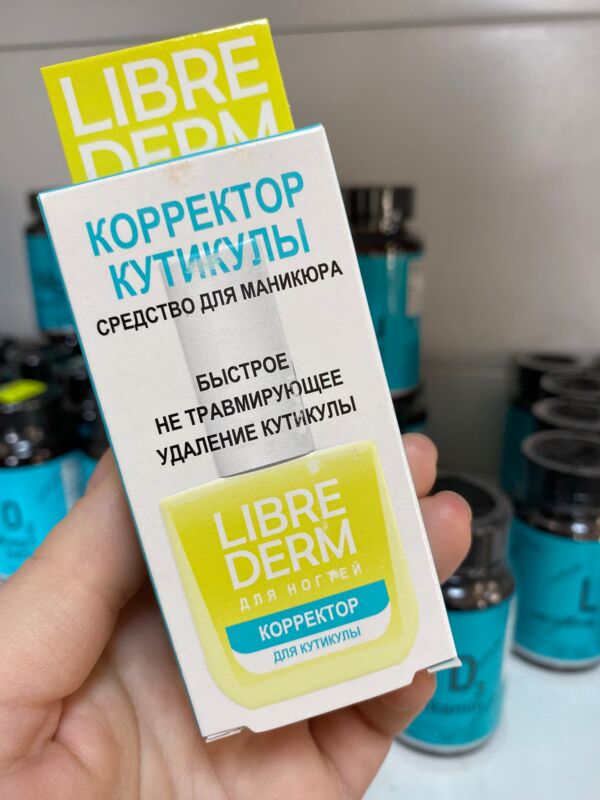 LIBRE
DERM
КОРРЕКТОР
КУТИКУЛЫ
СРЕДСТВО ДЛЯ МАНИКЮРА
БЫСТРОЕ
НЕ ТРАВМИРУЮЩЕЕ
УДАЛЕНИЕ КУТИКУЛЫ
LIBRE
DERM
ДЛЯ НОГТЕЙ
КОРРЕКТОР
ДЛЯ КУТИКУЛЫ
D3
L